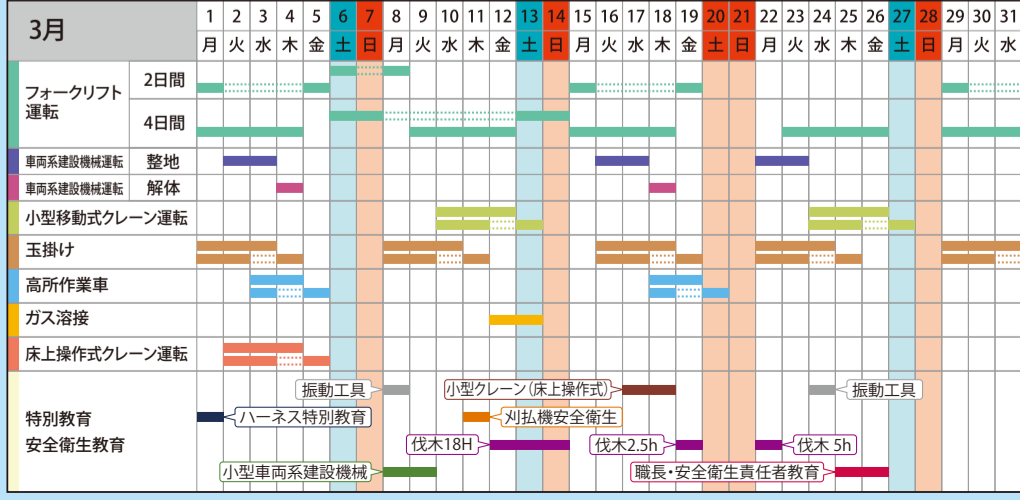 3月
1 2 3 4 5 6 7 8 9 10 11 12 13 14 15 16 17 18 19 20 21 22 23 24 25 26 27 28 29 30 31
月 火 水 木 金 土 日 月 火 水 木 金 土 日 月 火 水 木 金 土 日 月 火 水 木 金 土 日 月 火 水
フォークリフト
運転
2日間
4日間
車両系建設機械運転 整地
車両系建設機械運転 解体
小型移動式クレーン運転
玉掛け
高所作業車
ガス溶接
床上操作式クレーン運転
特別教育
安全衛生教育
振動工具 小型クレーン(床上操作式) 振動工具
ハーネス特別教育 刈払機安全衛生
伐木18H 伐木2.5h 伐木 5h
小型車両系建設機械 職長・安全衛生責任者教育